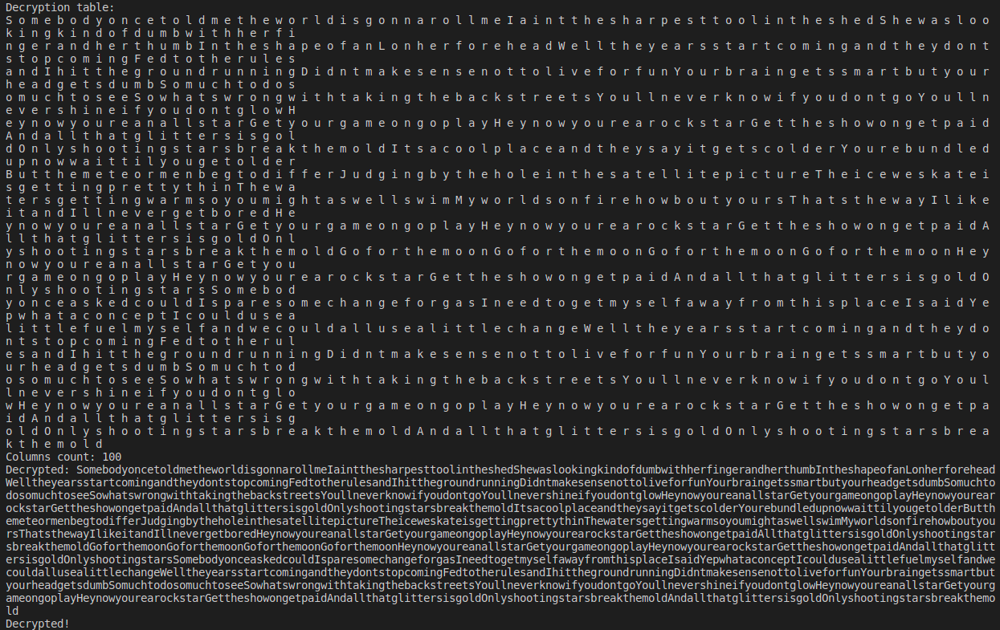 Decryption table:
S o m e b o d y o n c e t o l d m e t h e w o r l d i s g o n n a r o l l m e I a i n t t h e s h a r p e s t t o o l i n t h e s h e d S h e w a s l o o
k i n g k i n d o f d u m b w i t h h e r f i
n g e r a n d h e r t h u m b I n t h e s h a p e o f a n L o n h e r f o r e h e a d W e l l t h e y e a r s s t a r t c o m i n g a n d t h e y d o n t
s t o p c o m i n g F e d t o t h e r u l e s
a n d I h i t t h e g r o u n d r u n n i n g D i d n t m a k e s e n s e n o t t o l i v e f o r f u n Y o u r b r a i n g e t s s m a r t b u t y o u r
h e a d g e t s d u m b S o m u c h t o d o s
o m u c h t o s e e S o w h a t s w r o n g w i t h t a k i n g t h e b a c k s t r e e t s Y o u l l n e v e r k n o w i f y o u d o n t g o Y o u l l n
e v e r s h i n e i f y o u d o n t g l o w H
e y n o w y o u r e a n a l l s t a r G e t y o u r g a m e o n g o p l a y H e y n o w y o u r e a r o c k s t a r G e t t h e s h o w o n g e t p a i d
A n d a l l t h a t g l i t t e r s i s g o l
d O n l y s h o o t i n g s t a r s b r e a k t h e m o l d I t s a c o o l p l a c e a n d t h e y s a y i t g e t s c o l d e r Y o u r e b u n d l e d
u p n o w w a i t t i l y o u g e t o l d e r
B u t t h e m e t e o r m e n b e g t o d i f f e r J u d g i n g b y t h e h o l e i n t h e s a t e l l i t e p i c t u r e T h e i c e w e s k a t e i
s g e t t i n g p r e t t y t h i n T h e w a
t e r s g e t t i n g w a r m s o y o u m i g h t a s w e l l s w i m M y w o r l d s o n f i r e h o w b o u t y o u r s T h a t s t h e w a y I l i k e
i t a n d I l l n e v e r g e t b o r e d H e
y n o w y o u r e a n a l l s t a r G e t y o u r g a m e o n g o p l a y H e y n o w y o u r e a r o c k s t a r G e t t h e s h o w o n g e t p a i d A
l l t h a t g l i t t e r s i s g o l d O n l
y s h o o t i n g s t a r s b r e a k t h e m o l d G o f o r t h e m o o n G o f o r t h e m o o n G o f o r t h e m o o n G o f o r t h e m o o n H e y
n o w y o u r e a n a l l s t a r G e t y o u
r g a m e o n g o p l a y H e y n o w y o u r e a r o c k s t a r G e t t h e s h o w o n g e t p a i d A n d a l l t h a t g l i t t e r s i s g o l d O
n l y s h o o t i n g s t a r s S o m e b o d
y o n c e a s k e d c o u l d I s p a r e s o m e c h a n g e f o r g a s I n e e d t o g e t m y s e l f a w a y f r o m t h i s p l a c e I s a i d Y e
p w h a t a c o n c e p t I c o u l d u s e a
l i t t l e f u e l m y s e l f a n d w e c o u l d a l l u s e a l i t t l e c h a n g e W e l l t h e y e a r s s t a r t c o m i n g a n d t h e y d o
n t s t o p c o m i n g F e d t o t h e r u l
e s a n d I h i t t h e g r o u n d r u n n i n g D i d n t m a k e s e n s e n o t t o l i v e f o r f u n Y o u r b r a i n g e t s s m a r t b u t y o
u r h e a d g e t s d u m b S o m u c h t o d
o s o m u c h t o s e e S o w h a t s w r o n g w i t h t a k i n g t h e b a c k s t r e e t s Y o u l l n e v e r k n o w i f y o u d o n t g o Y o u l
l n e v e r s h i n e i f y o u d o n t g l o
w H e y n o w y o u r e a n a l l s t a r G e t y o u r g a m e o n g o p l a y H e y n o w y o u r e a r o c k s t a r G e t t h e s h o w o n g e t p a
i d A n d a l l t h a t g l i t t e r s i s g
o l d O n l y s h o o t i n g s t a r s b r e a k t h e m o l d A n d a l l t h a t g l i t t e r s i s g o l d O n l y s h o o t i n g s t a r s b r e a
k t h e m o l d
Columns count: 100
Decrypted: SomebodyoncetoldmetheworldisgonnarollmeIaintthesharpesttoolintheshedShewaslookingkindofdumbwithherfingerandherthumbIntheshapeofanLonherforehead
WelltheyearsstartcomingandtheydontstopcomingFedtotherulesandIhitthegroundrunningDidntmakesensenottoliveforfunYourbraingetssmartbutyourheadgetsdumbSomuchto
dosomuchtoseeSowhatswrongwithtakingthebackstreetsYoullneverknowifyoudontgoYoullnevershineifyoudontglowHeynowyoureanallstarGetyourgameongoplayHeynowyourear
ockstarGettheshowongetpaidAndallthatglittersisgoldOnlyshootingstarsbreakthemoldItsacoolplaceandtheysayitgetscolderYourebundledupnowwaittilyougetolderButth
emeteormenbegtodifferJudgingbytheholeinthesatellitepictureTheiceweskateisgettingprettythinThewatersgettingwarmsoyoumightaswellswimMyworldsonfirehowboutyou
rsThatsthewayIlikeitandIllnevergetboredHeynowyoureanallstarGetyourgameongoplayHeynowyourearockstarGettheshowongetpaidAllthatglittersisgoldOnlyshootingstar
sbreakthemoldGoforthemoonGoforthemoonGoforthemoonGoforthemoonHeynowyoureanallstarGetyourgameongoplayHeynowyourearockstarGettheshowongetpaidAndallthatglitt
ersisgoldOnlyshootingstarsSomebodyonceaskedcouldIsparesomechangeforgasIneedtogetmyselfawayfromthisplaceIsaidYepwhataconceptIcouldusealittlefuelmyselfandwe
couldallusealittlechangeWelltheyearsstartcomingandtheydontstopcomingFedtotherulesandIhitthegroundrunningDidntmakesensenottoliveforfunYourbraingetssmartbut
yourheadgetsdumbSomuchtodosomuchtoseeSowhatswrongwithtakingthebackstreetsYoullneverknowifyoudontgoYoullnevershineifyoudontglowHeynowyoureanallstarGetyourg
ameongoplayHeynowyourearockstarGettheshowongetpaidAndallthatglittersisgoldOnlyshootingstarsbreakthemoldAndallthatglittersisgoldOnlyshootingstarsbreakthemo
ld
Decrypted!